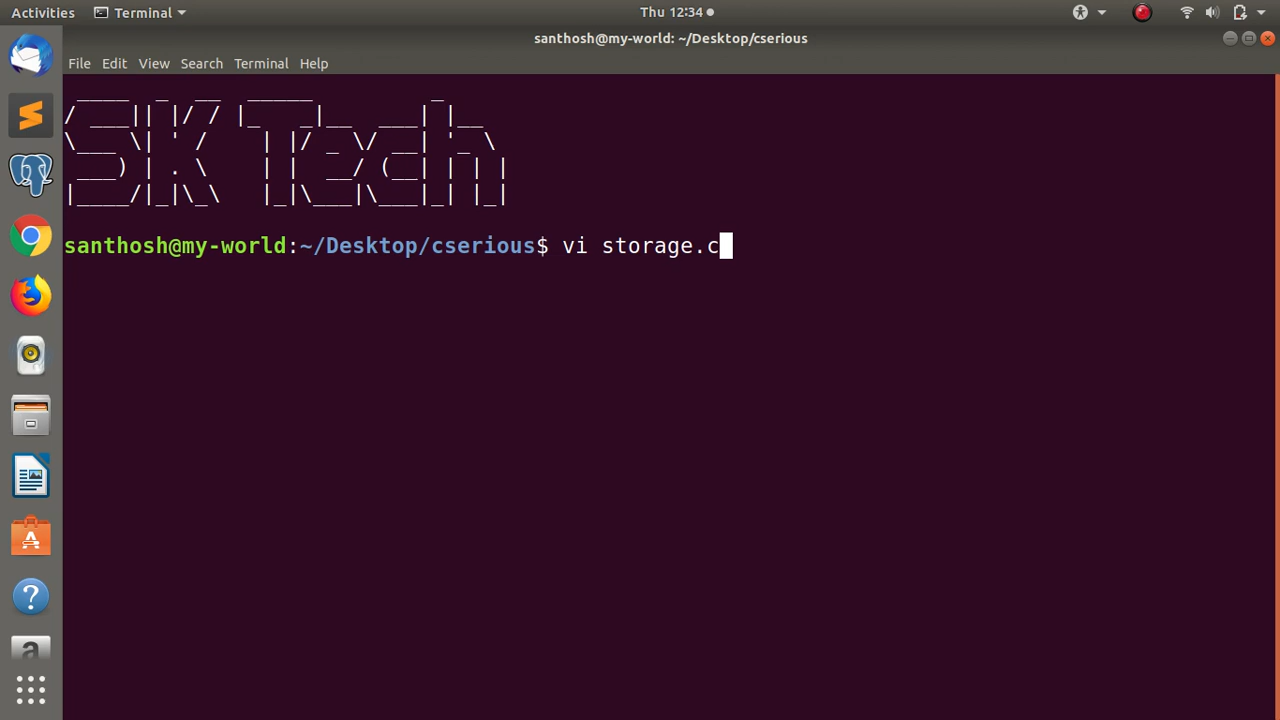 Activities Terminal Thu 12:34
santhosh@my-world: ~/Desktop/cserious
File Edit View Search Terminal Help
SK Tech
santhosh@my-world:~/Desktop/cserious$ vi storage.c